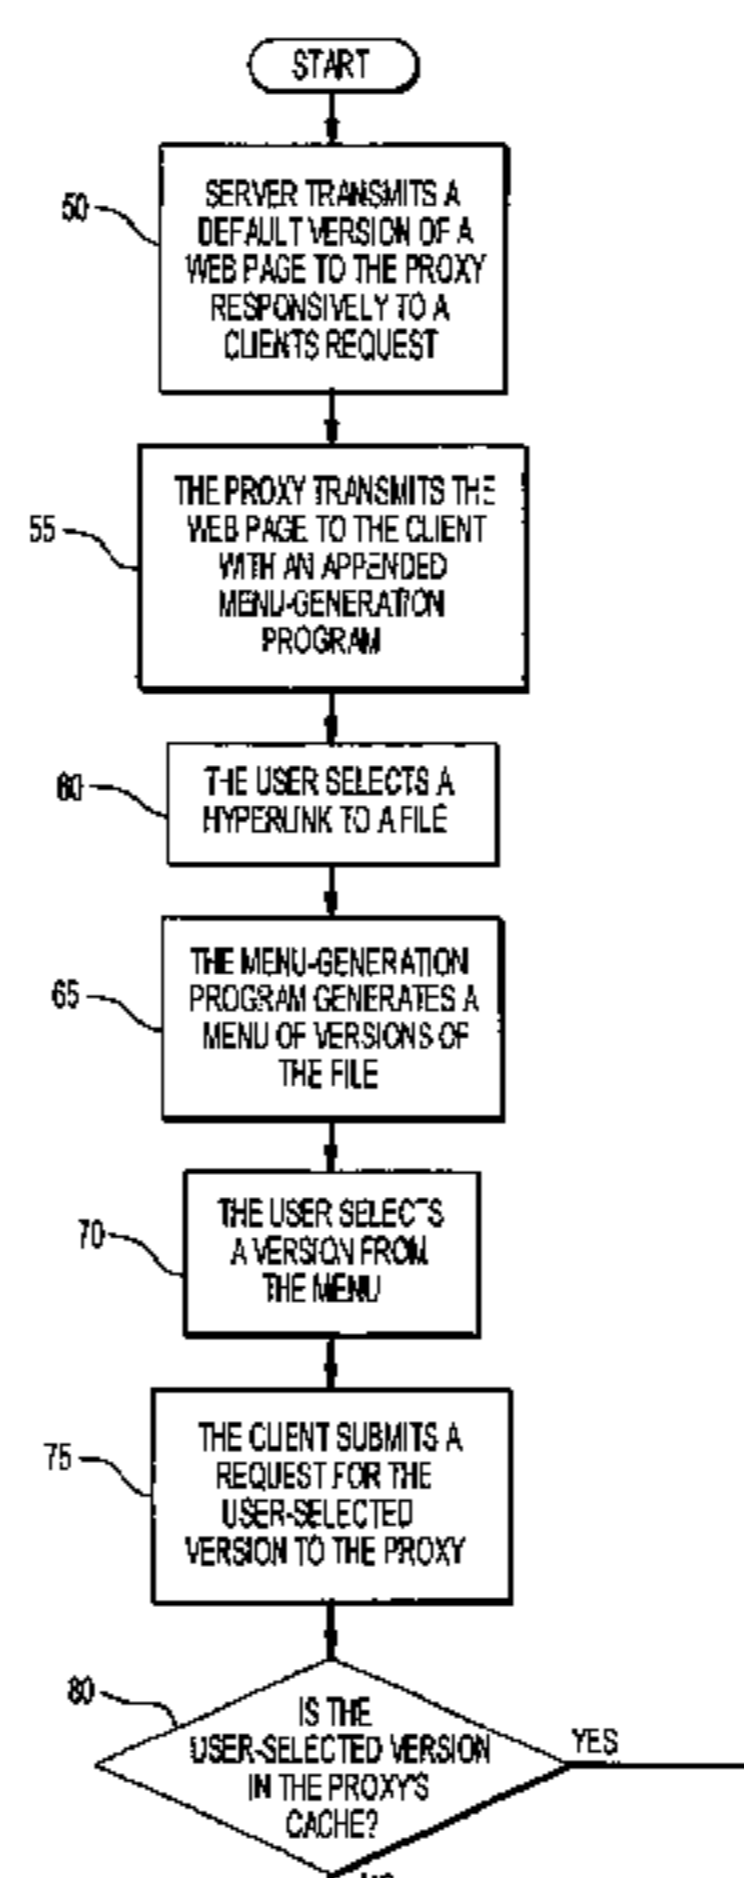 START
50
SERVER TRANSMITS A
DEFAULT VERSION OF A
WEB PAGE TO THE PROXY
RESPONSIVELY TO A
CLIENTS REQUEST
55
THE PROXY TRANSMITS THE
WEB PAGE TO THE CLIENT
WITH AN APPENDED
MENU-GENERATION
PROGRAM
60
THE USER SELECTS A
HYPERLINK TO A FILE
65
THE MENU-GENERATION
PROGRAM GENERATES A
MENU OF VERSIONS OF
THE FILE
70
THE USER SELECTS
A VERSION FROM
THE MENU
75
THE CLIENT SUBMITS A
REQUEST FOR THE
USER-SELECTED
VERSION TO THE PROXY
80
IS THE
USER-SELECTED VERSION
IN THE PROXY'S
CACHE?
YES